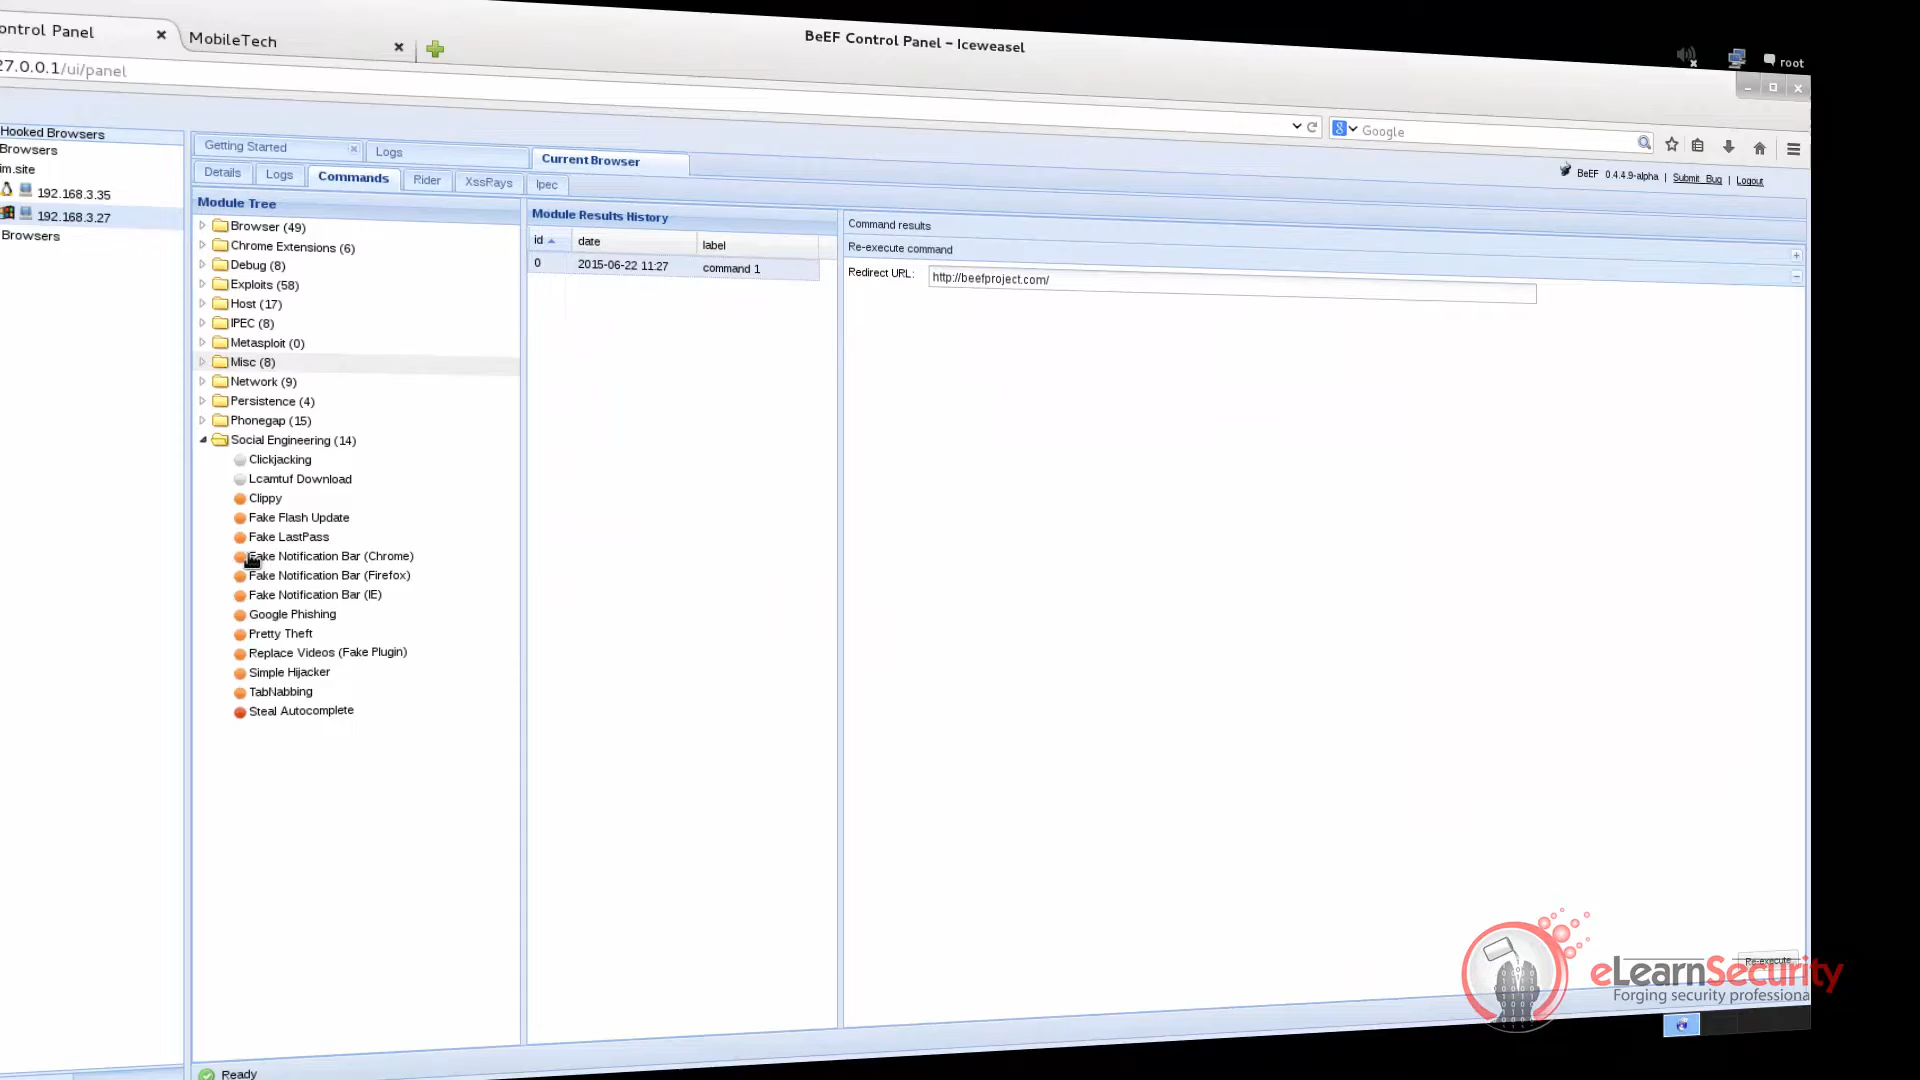 ontrol Panel
MobileTech
BeEF Control Panel - Iceweasel
root
27.0.0.1/ui/panel
Google
BeEF 0.4.4.9-alpha | Submit Bug | Logout
Hooked Browsers
Browsers
im.site
192.168.3.35
192.168.3.27
Browsers
Getting Started
Logs
Current Browser
Details
Logs
Commands
Rider
XssRays
Ipec
Module Tree
Browser (49)
Chrome Extensions (6)
Debug (8)
Exploits (58)
Host (17)
IPEC (8)
Metasploit (0)
Misc (8)
Network (9)
Persistence (4)
Phonegap (15)
Social Engineering (14)
Clickjacking
Lcamtuf Download
Clippy
Fake Flash Update
Fake LastPass
Fake Notification Bar (Chrome)
Fake Notification Bar (Firefox)
Fake Notification Bar (IE)
Google Phishing
Pretty Theft
Replace Videos (Fake Plugin)
Simple Hijacker
TabNabbing
Steal Autocomplete
Module Results History
id date label
0 2015-06-22 11:27 command 1
Command results
Re-execute command
Redirect URL: http://beefproject.com/
Re-execute
eLearnSecurity
Forging security professiona
Ready